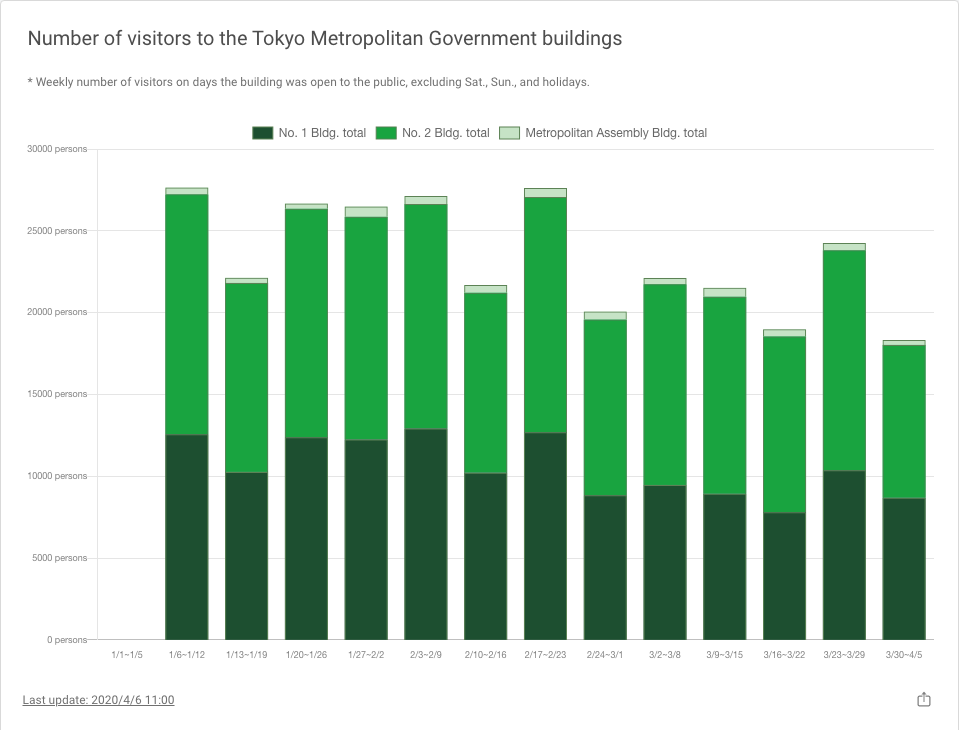 Number of visitors to the Tokyo Metropolitan Government buildings
* Weekly number of visitors on days the building was open to the public, excluding Sat., Sun., and holidays.
No. 1 Bldg. total No. 2 Bldg. total Metropolitan Assembly Bldg. total
30000 persons
25000 persons
20000 persons
15000 persons
10000 persons
5000 persons
0 persons
1/1~1/5 1/6~1/12 1/13~1/19 1/20~1/26 1/27~2/2 2/3~2/9 2/10~2/16 2/17~2/23 2/24~3/1 3/2~3/8 3/9~3/15 3/16~3/22 3/23~3/29 3/30~4/5
Last update: 2020/4/6 11:00